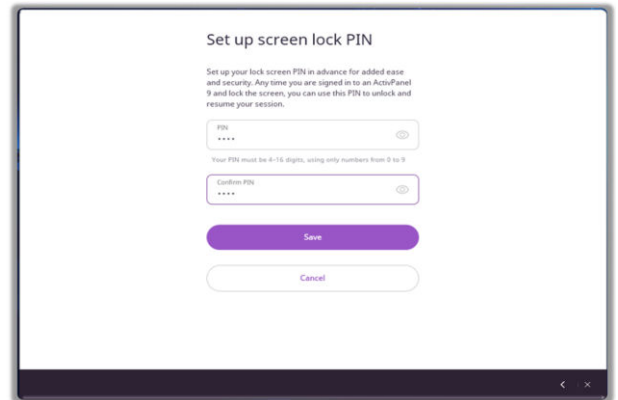 Set up screen lock PIN
Set up your lock screen PIN in advance for added ease
and security. Any time you are signed in to an ActivPanel
9 and lock the screen, you can use this PIN to unlock and
resume your session.
PIN
••••
Your PIN must be 4–16 digits, using only numbers from 0 to 9
Confirm PIN
••••
Save
Cancel